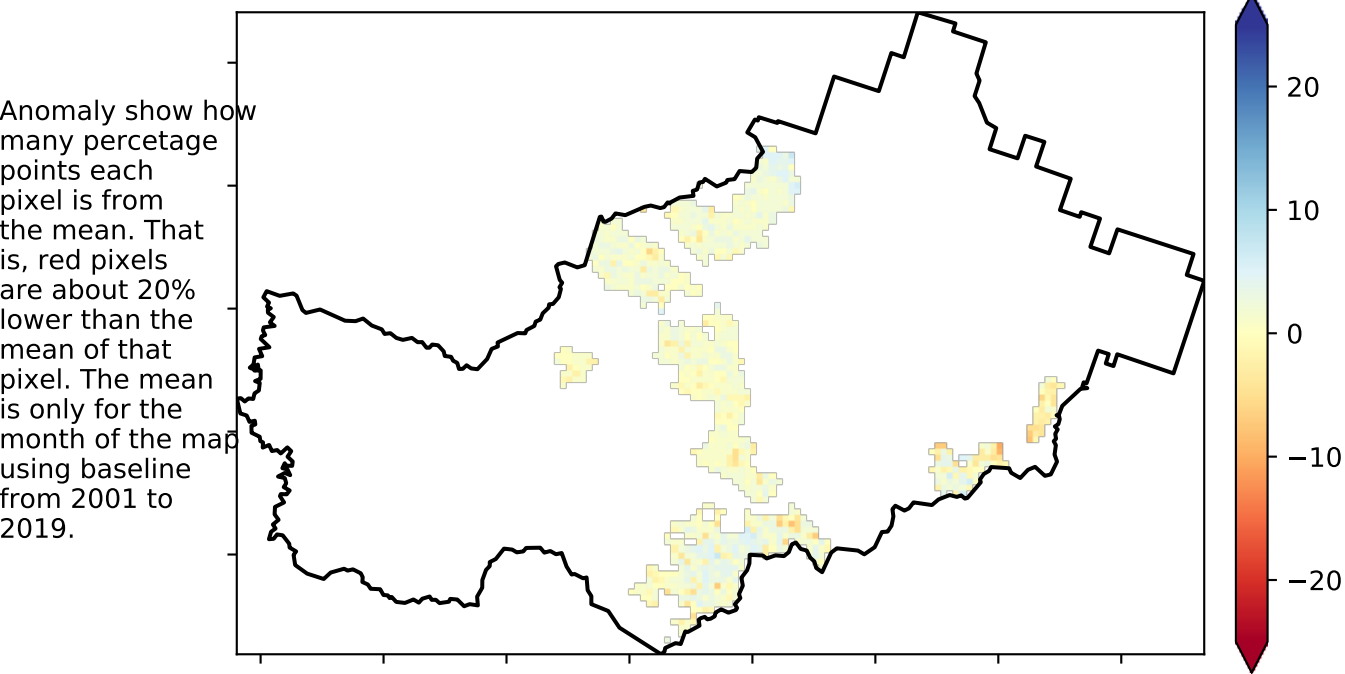 Anomaly show how
many percetage
points each
pixel is from
the mean. That
is, red pixels
are about 20%
lower than the
mean of that
pixel. The mean
is only for the
month of the map
using baseline
from 2001 to
2019.
20
10
0
−10
−20